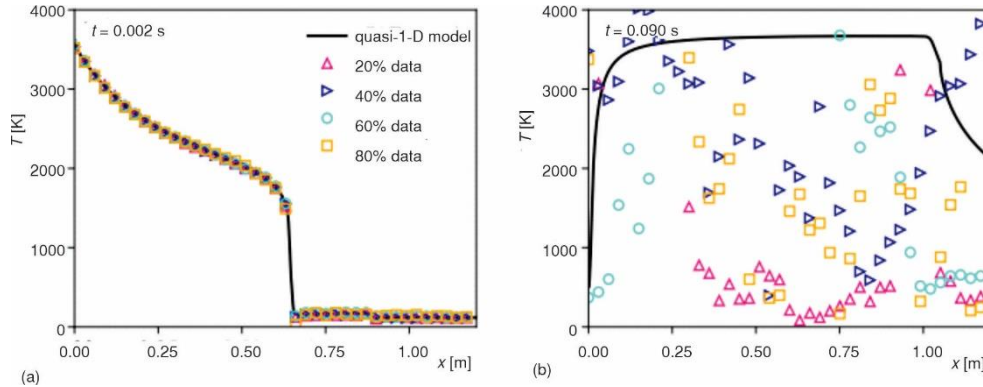 4000
3000
2000
1000
0
T [K]
t = 0.002 s
quasi-1-D model
20% data
40% data
60% data
80% data
0.00
0.25
0.50
0.75
1.00
x [m]
(a)
4000
3000
2000
1000
0
T [K]
t = 0.090 s
0.00
0.25
0.50
0.75
1.00
x [m]
(b)